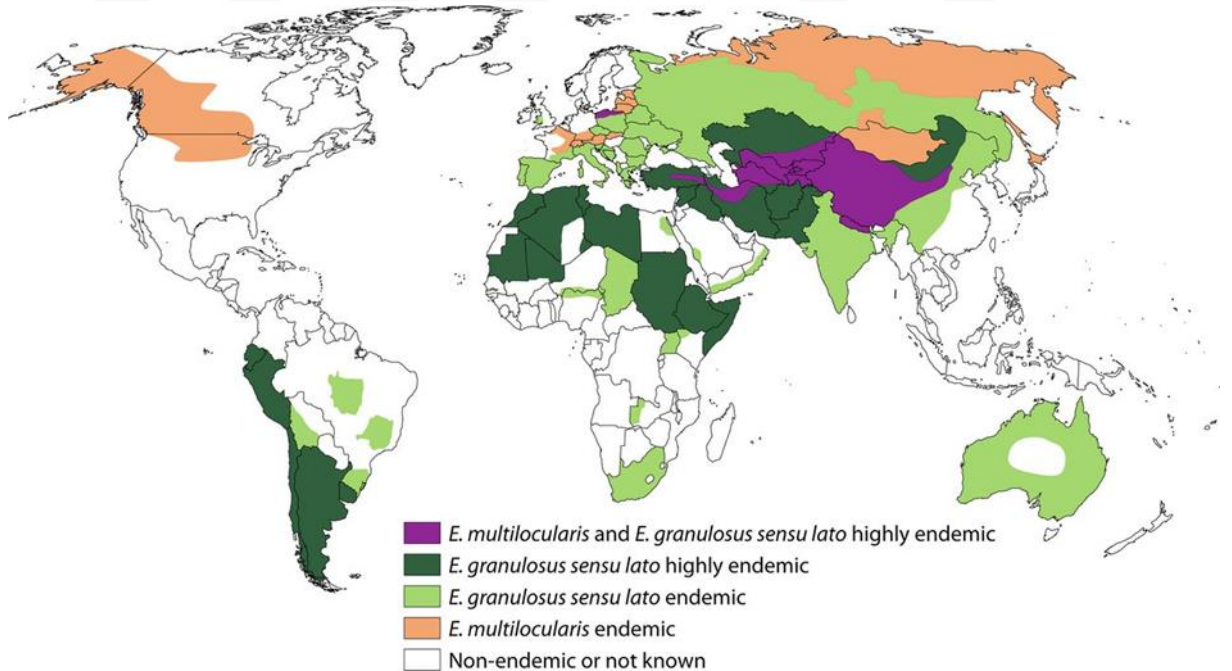 E. multilocularis and E. granulosus sensu lato highly endemic
E. granulosus sensu lato highly endemic
E. granulosus sensu lato endemic
E. multilocularis endemic
Non-endemic or not known